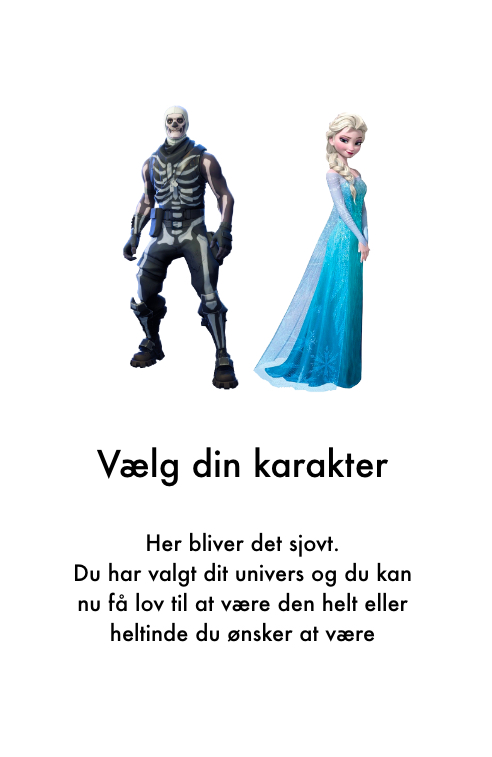 Vælg din karakter
Her bliver det sjovt.
Du har valgt dit univers og du kan
nu få lov til at være den helt eller
heltinde du ønsker at være